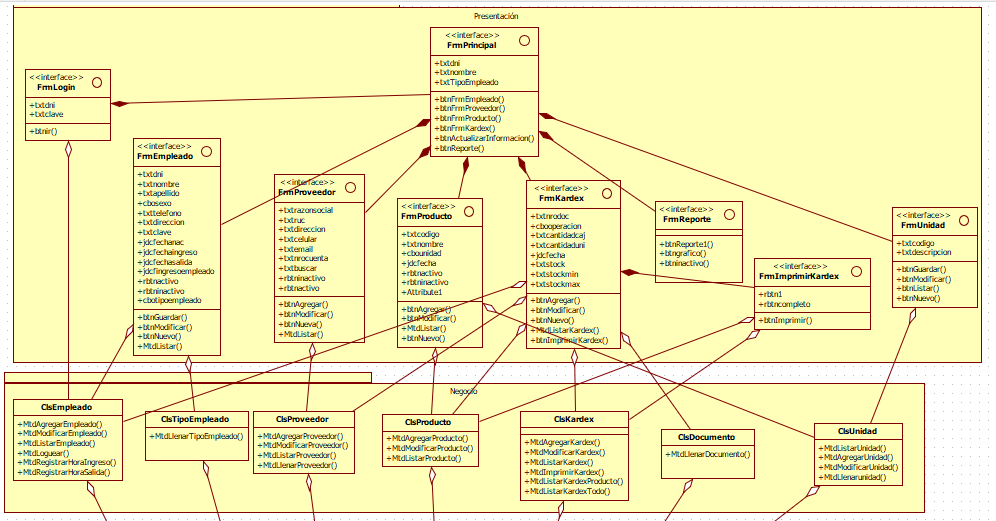 Presentación
<<interface>>
FrmPrincipal
+txtdni
+txtnombre
+txtTipoEmpleado
+btnFrmEmpleado()
+btnFrmProveedor()
+btnFrmProducto()
+btnFrmKardex()
+btnActualizarInformacion()
+btnReporte()
<<interface>>
FrmLogin
+txtdni
+txtclave
+btnir()
<<interface>>
FrmEmpleado
+txtdni
+txtnombre
+txtapellido
+cbosexo
+txttelefono
+txtdireccion
+txtclave
+jdcfechanac
+jdcfechaingreso
+jdcfechasalida
+jdcfingresoempleado
+rbtnactivo
+rbtninactivo
+cbotipoempleado
+btnGuardar()
+btnModificar()
+btnNuevo()
+MtdListar()
<<interface>>
FrmProveedor
+txtrazonsocial
+txtruc
+txtdireccion
+txtcelular
+txtemail
+txtnrocuenta
+txtbuscar
+rbtninactivo
+rbtnactivo
+btnAgregar()
+btnModificar()
+btnNueva()
+MtdListar()
<<interface>>
FrmProducto
+txtcodigo
+txtnombre
+cbounidad
+jdcfecha
+rbtnactivo
+rbtninactivo
+Attribute1
+btnAgregar()
+btnModificar()
+MtdListar()
+btnNuevo()
<<interface>>
FrmKardex
+txtnrodoc
+cbooperacion
+txtcantidadcaj
+txtcantidaduni
+jdcfecha
+txtstock
+txtstockmin
+txtstockmax
+btnAgregar()
+btnModificar()
+btnNuevo()
+MtdListarKardex()
+btnImprimirKardex()
<<interface>>
FrmReporte
+btnReporte1()
+btngrafico()
+btninactivo()
<<interface>>
FrmImprimirKardex
+rbtn1
+rbtncompleto
+btnImprimir()
<<interface>>
FrmUnidad
+txtcodigo
+txtdescripcion
+btnGuardar()
+btnModificar()
+btnListar()
+btnNuevo()
Negocio
ClsEmpleado
+MtdAgregarEmpleado()
+MtdModificarEmpleado()
+MtdListarEmpleado()
+MtdLoguear()
+MtdRegistrarHoraIngreso()
+MtdRegistrarHoraSalida()
ClsTipoEmpleado
+MtdLlenarTipoEmpleado()
ClsProveedor
+MtdAgregarProveedor()
+MtdModificarProveedor()
+MtdListarProveedor()
+MtdLlenarProveedor()
ClsProducto
+MtdAgregarProducto()
+MtdModificarProducto()
+MtdListarProducto()
ClsKardex
+MtdAgregarKardex()
+MtdModificarKardex()
+MtdListarKardex()
+MtdImprimirKardex()
+MtdListarKardexProducto()
+MtdListarKardexTodo()
ClsDocumento
+MtdLlenarDocumento()
ClsUnidad
+MtdListarUnidad()
+MtdAgregarUnidad()
+MtdModificarUnidad()
+MtdLlenarunidad()